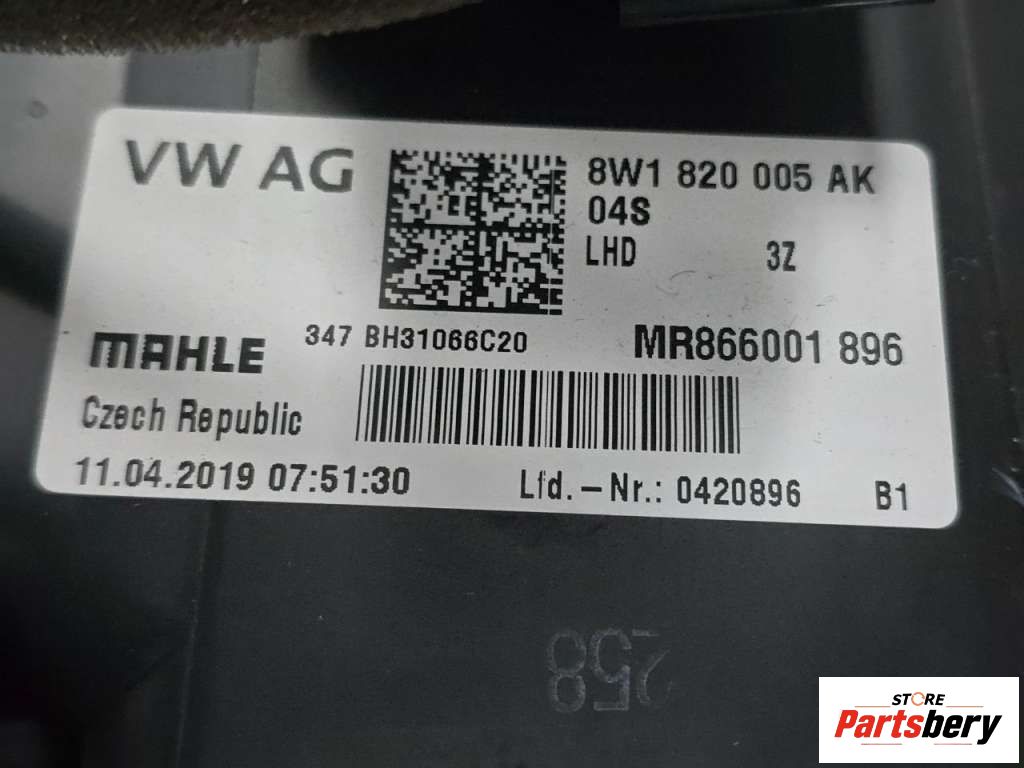 VW AG
8W1 820 005 AK
04S
LHD 3Z
347 BH31066C20
MR866001 896
MAHLE
Czech Republic
11.04.2019 07:51:30
Lfd.-Nr.: 0420896
B1
258
STORE
Partsbery